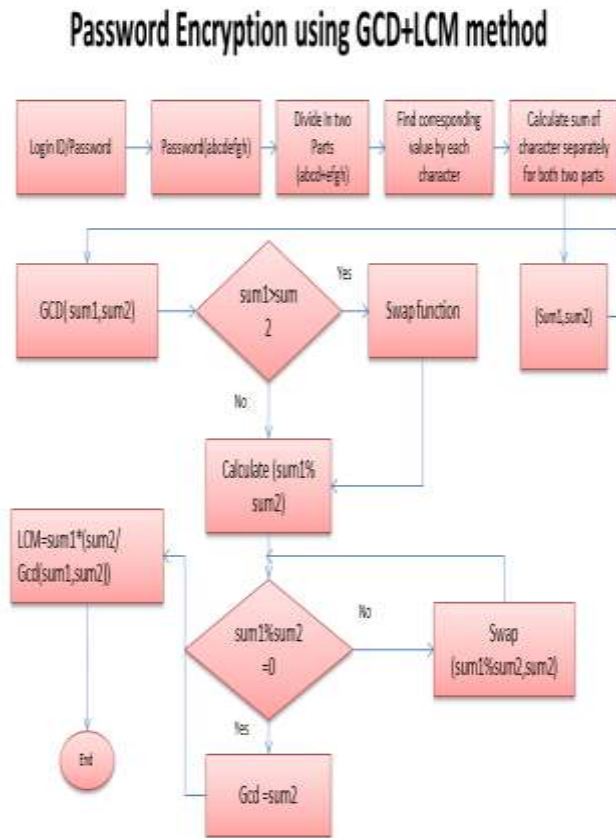 Password Encryption using GCD+LCM method
Login ID/Password
Password(abcdefgh)
Divide In two
Parts
(abcd+efgh)
Find corresponding
value by each
character
Calculate sum of
character separately
for both two parts
GCD( sum1,sum2)
sum1>sum
2
Yes
Swap function
(Sum1,sum2)
No
Calculate (sum1%
sum2)
LCM=sum1*(sum2/
Gcd(sum1,sum2))
sum1%sum2
=0
No
Swap
(sum1%sum2,sum2)
Yes
End
Gcd =sum2